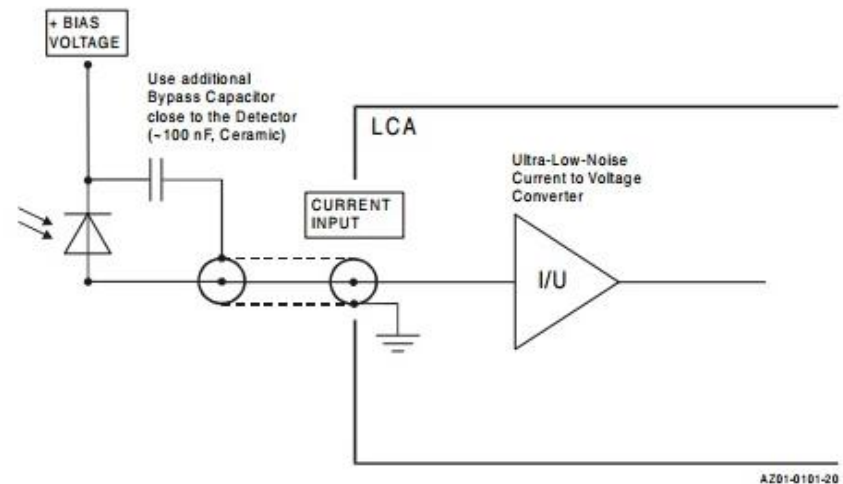 + BIAS
VOLTAGE
Use additional
Bypass Capacitor
close to the Detector
(~100 nF, Ceramic)
LCA
Ultra-Low-Noise
Current to Voltage
Converter
CURRENT
INPUT
I/U
AZ01-0101-20